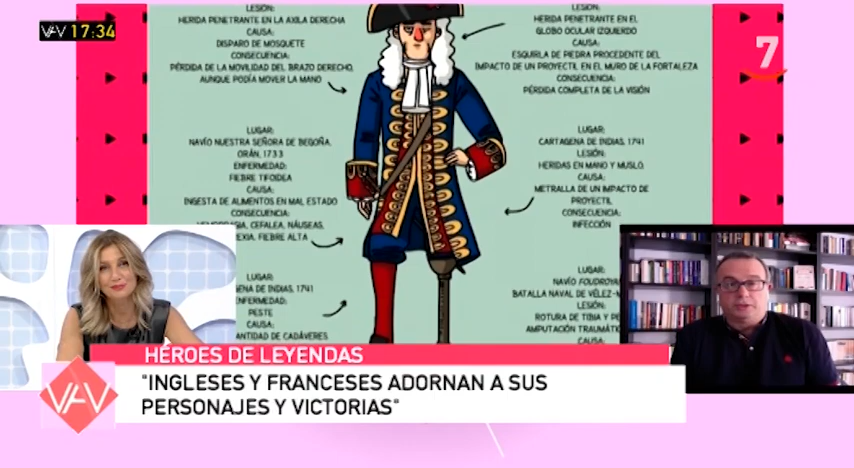 LESIÓN:
HERIDA PENETRANTE EN LA AXILA DERECHA
CAUSA:
DISPARO DE MOSQUETE
CONSECUENCIA:
PÉRDIDA DE LA MOVILIDAD DEL BRAZO DERECHO,
AUNQUE PODÍA MOVER LA MANO
LESIÓN:
HERIDA PENETRANTE EN EL
GLOBO OCULAR IZQUIERDO
CAUSA:
ESQUIRLA DE PIEDRA PROCEDENTE DEL
IMPACTO DE UN PROYECTIL EN EL MURO DE LA FORTALEZA
CONSECUENCIA:
PÉRDIDA COMPLETA DE LA VISIÓN
VAV 17:34
7
LUGAR:
NAVÍO NUESTRA SEÑORA DE BEGOÑA.
ORÁN, 1733
ENFERMEDAD:
FIEBRE TIFOIDEA
CAUSA:
INGESTA DE ALIMENTOS EN MAL ESTADO
CONSECUENCIA:
CEFALEA, NÁUSEAS,
FIEBRE ALTA
LUGAR:
CARTAGENA DE INDIAS, 1741
LESIÓN:
HERIDAS EN MANO Y MUSLO
CAUSA:
METRALLA DE UN IMPACTO DE
PROYECTIL
CONSECUENCIA:
INFECCIÓN
LUGAR:
GENA DE INDIAS, 1741
ENFERMEDAD:
PESTE
CAUSA:
ANTIDAD DE CADÁVERES
LUGAR:
NAVÍO FOUDROYA
BATALLA NAVAL DE VÉLEZ-M
LESIÓN:
ROTURA DE TIBIA Y PE
AMPUTACIÓN TRAUMÁTIC
CAUSA:
HÉROES DE LEYENDAS
"INGLESES Y FRANCESES ADORNAN A SUS
PERSONAJES Y VICTORIAS"
VAV